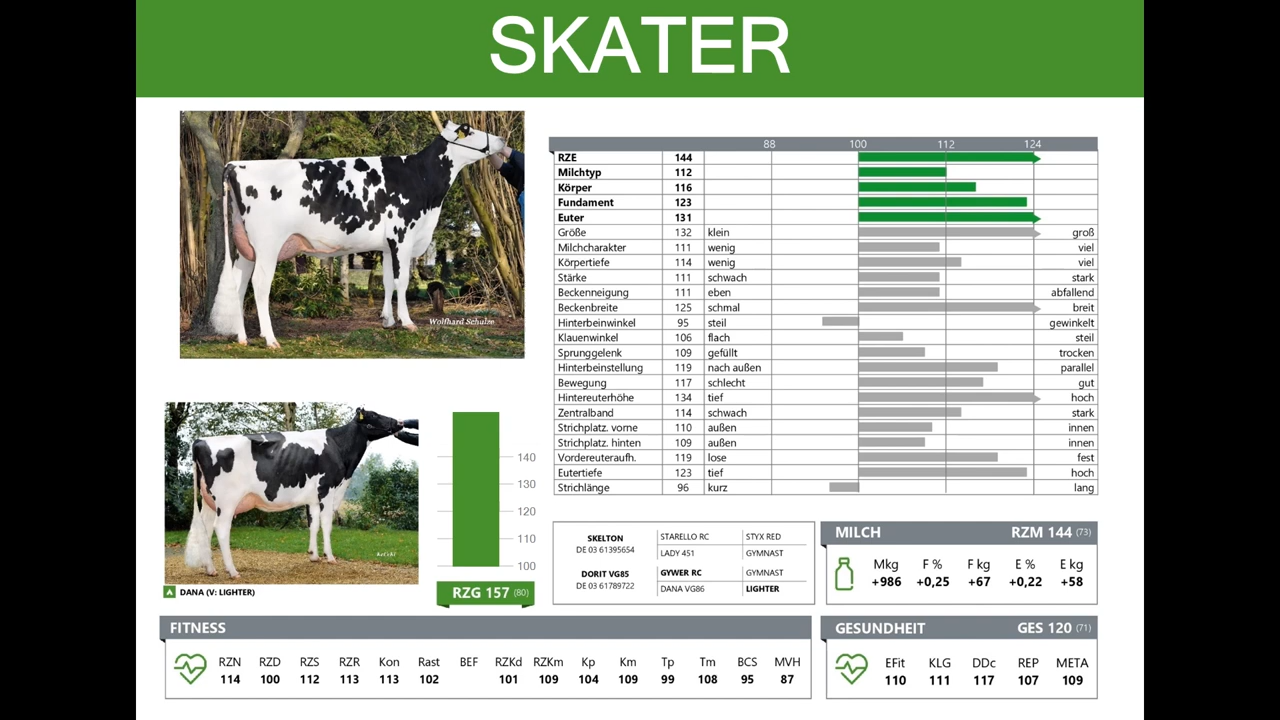 SKATER
Wolfhard Schulze
88 100 112 124
RZE 144
Milchtyp 112
Körper 116
Fundament 123
Euter 131
Größe 132 klein groß
Milchcharakter 111 wenig viel
Körpertiefe 114 wenig viel
Stärke 111 schwach stark
Beckenneigung 111 eben abfallend
Beckenbreite 125 schmal breit
Hinterbeinwinkel 95 steil gewinkelt
Klauenwinkel 106 flach steil
Sprunggelenk 109 gefüllt trocken
Hinterbeinstellung 119 nach außen parallel
Bewegung 117 schlecht gut
Hintereuterhöhe 134 tief hoch
Zentralband 114 schwach stark
Strichplatz. vorne 110 außen innen
Strichplatz. hinten 109 außen innen
Vordereuteraufh. 119 lose fest
Eutertiefe 123 tief hoch
Strichlänge 96 kurz lang
DANA (V: LIGHTER)
140
130
120
110
100
RZG 157 (80)
SKELTON STARELLO RC STYX RED
DE 03 61395654 LADY 451 GYMNAST
DORIT VG85 GYWER RC GYMNAST
DE 03 61789722 DANA VG86 LIGHTER
MILCH RZM 144 (73)
Mkg F % F kg E % E kg
+986 +0,25 +67 +0,22 +58
FITNESS
RZN RZD RZS RZR Kon Rast BEF RZKd RZKm Kp Km Tp Tm BCS MVH
114 100 112 113 113 102 101 109 104 109 99 108 95 87
GESUNDHEIT GES 120 (71)
EFit KLG DDc REP META
110 111 117 107 109